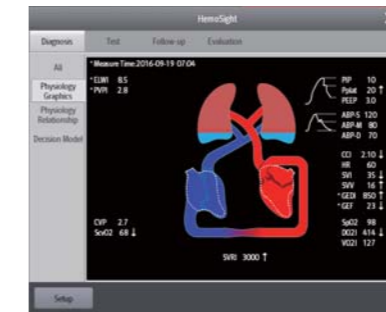 HemoSight
Diagnosis Test Follow-up Evaluation
All
Physiology Graphics
Physiology Relationship
Decision Model
*Measure Time:2016-09-19 07:04
*ELWI 8.5
*PVPI 2.8
PIP 10
Pplat 20 ↑
PEEP 3.0
ABP-S 120
ABP-M 80
ABP-D 70
CCI 2.10 ↓
HR 60
SVI 35 ↓
SVV 16 ↑
*GEDI 850 ↑
*GEF 23 ↓
CVP 2.7
ScvO2 68 ↓
SpO2 98
DO2I 414 ↓
VO2I 127
SVRI 3000 ↑
Setup